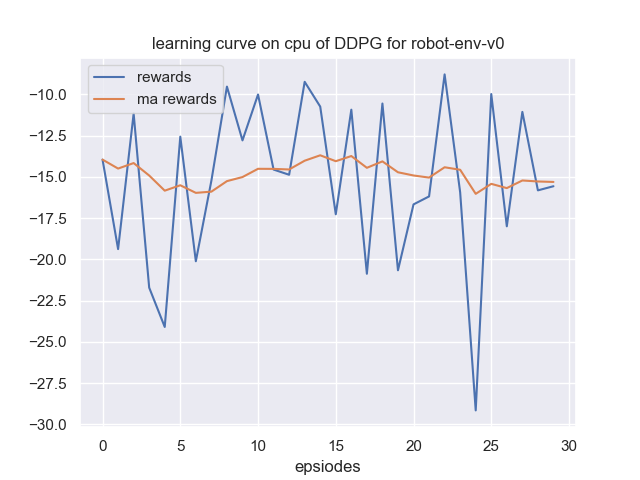 learning curve on cpu of DDPG for robot-env-v0
rewards
ma rewards
−10.0
−12.5
−15.0
−17.5
−20.0
−22.5
−25.0
−27.5
−30.0
0 5 10 15 20 25 30
epsiodes